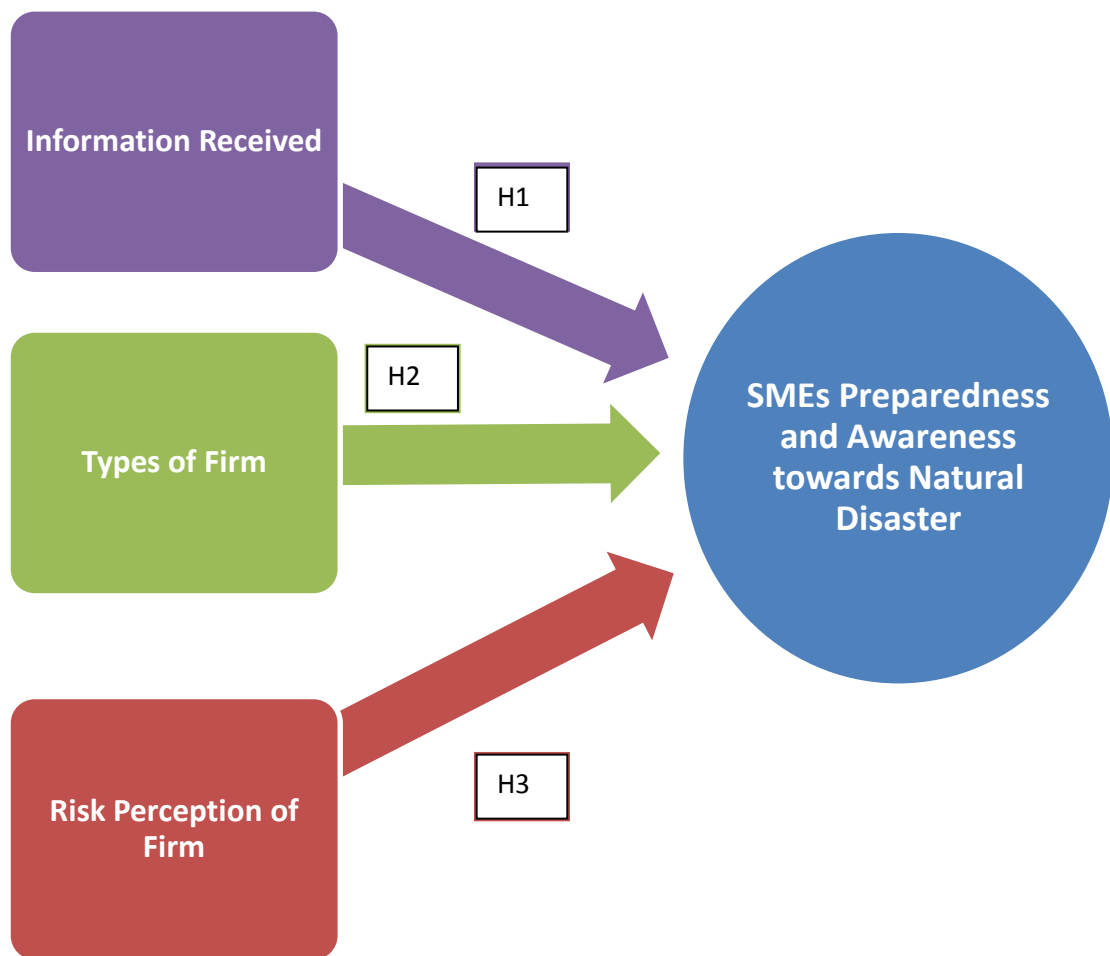 Information Received
H1
H2
Types of Firm
SMEs Preparedness
and Awareness
towards Natural
Disaster
H3
Risk Perception of
Firm